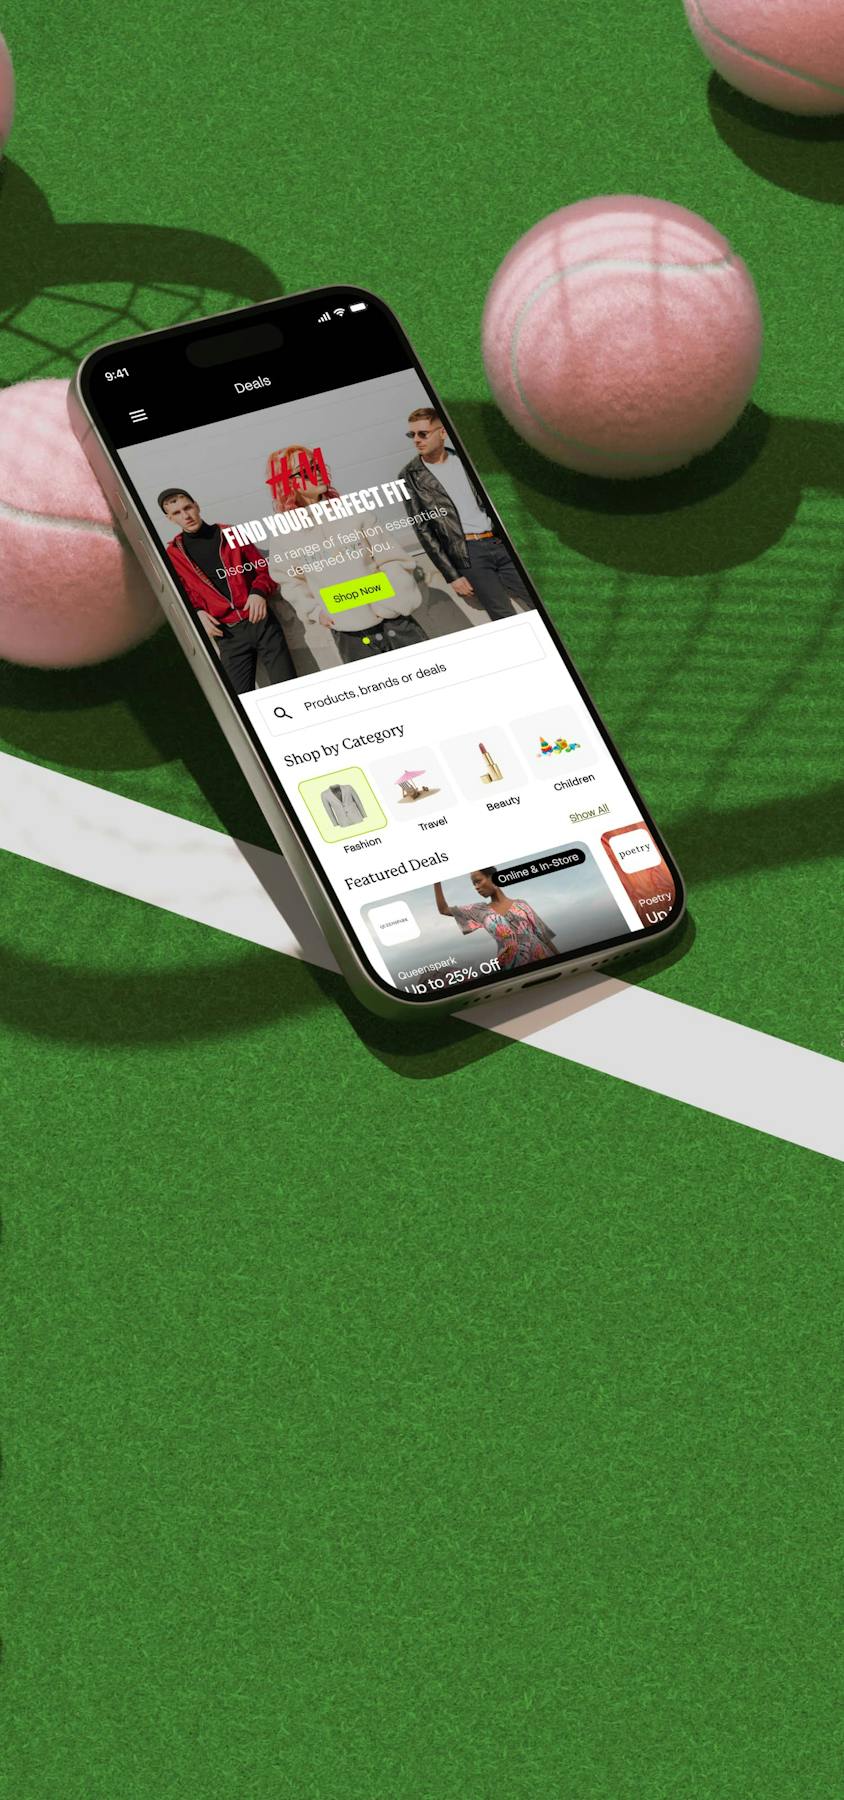 9:41
Deals
H&M
FIND YOUR PERFECT FIT
Discover a range of fashion essentials
designed for you.
Shop Now
Products, brands or deals
Shop by Category
Fashion
Travel
Beauty
Children
Show All
Featured Deals
QUEENSPARK
Online & In-Store
Queenspark
Up to 25% Off
poetry
Poetry
Up